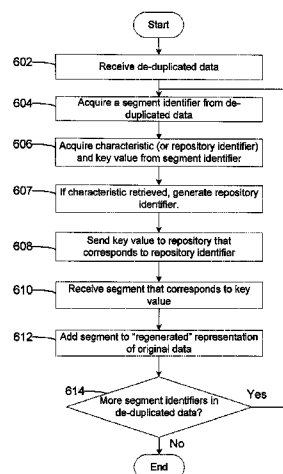 Start
602
Receive de-duplicated data
604
Acquire a segment identifier from de-
duplicated data
606
Acquire characteristic (or repository identifier)
and key value from segment identifier
607
If characteristic retrieved, generate repository
identifier.
608
Send key value to repository that
corresponds to repository identifier
610
Receive segment that corresponds to key
value
612
Add segment to "regenerated" representation
of original data
614
More segment identifiers in
de-duplicated data?
Yes
No
End